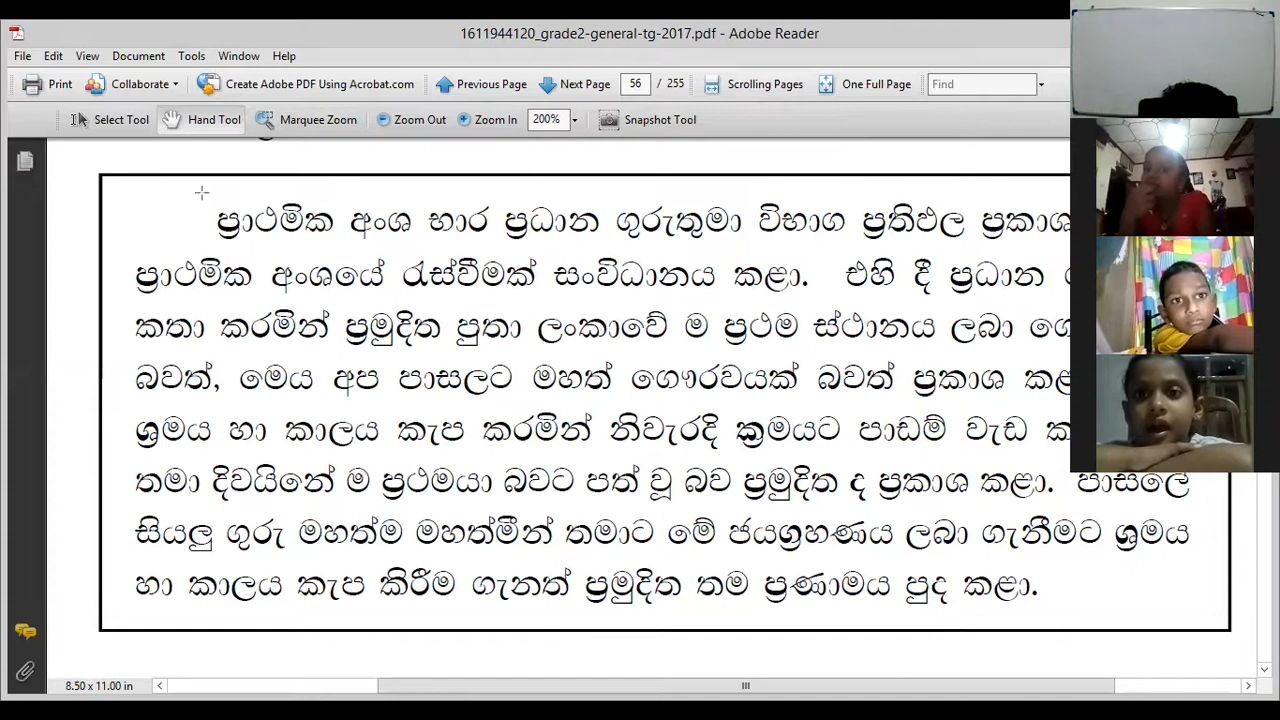 1611944120_grade2-general-tg-2017.pdf - Adobe Reader
File Edit View Document Tools Window Help
Print Collaborate Create Adobe PDF Using Acrobat.com Previous Page Next Page 56 / 255 Scrolling Pages One Full Page Find
Select Tool Hand Tool Marquee Zoom Zoom Out Zoom In 200% Snapshot Tool
ප්‍රාථමික අංශ භාර ප්‍රධාන ගුරුතුමා විභාග ප්‍රතිඵල ප්‍රකාශ
ප්‍රාථමික අංශයේ රැස්වීමක් සංවිධානය කළා. එහි දී ප්‍රධාන
කතා කරමින් ප්‍රමුදිත පුතා ලංකාවේ ම ප්‍රථම ස්ථානය ලබා
බවත්, මෙය අප පාසලට මහත් ගෞරවයක් බවත් ප්‍රකාශ කළ
ශ්‍රමය හා කාලය කැප කරමින් නිවැරදි ක්‍රමයට පාඩම් වැඩ
තමා දිවයිනේ ම ප්‍රථමයා බවට පත් වූ බව ප්‍රමුදිත ද ප්‍රකාශ කළා. පාසලේ
සියලු ගුරු මහත්ම මහත්මීන් තමාට මේ ජයග්‍රහණය ලබා ගැනීමට ශ්‍රමය
හා කාලය කැප කිරීම ගැනත් ප්‍රමුදිත තම ප්‍රණාමය පුද කළා.
8.50 x 11.00 in